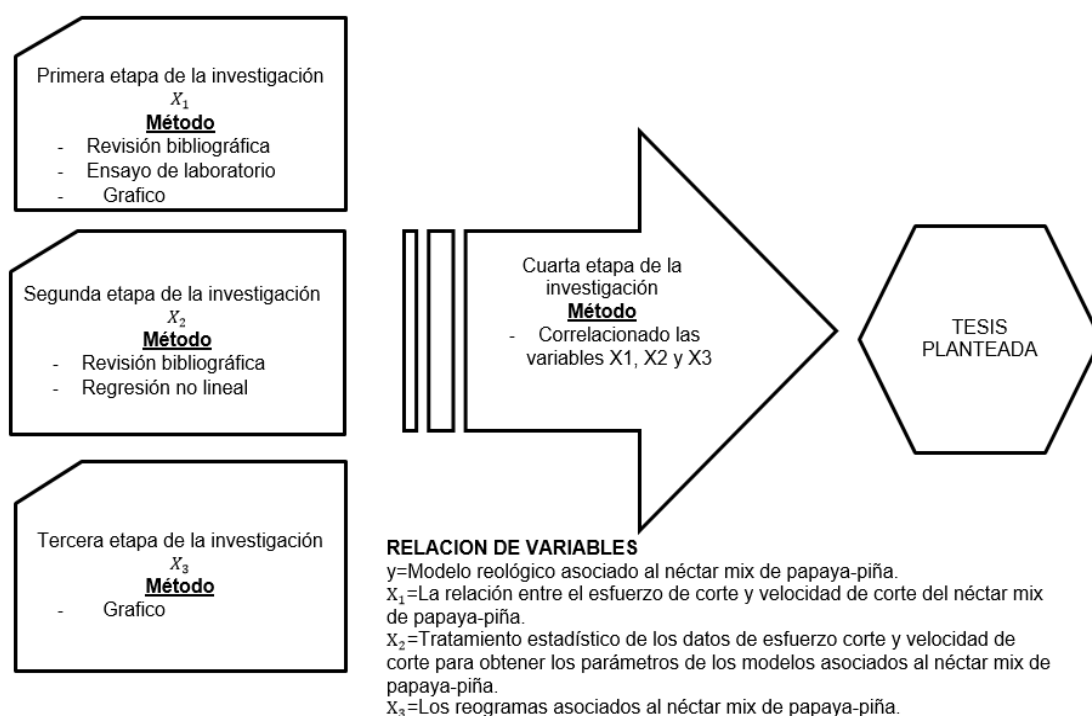 Primera etapa de la investigación
X₁
Método
- Revisión bibliográfica
- Ensayo de laboratorio
- Grafico
Segunda etapa de la investigación
X₂
Método
- Revisión bibliográfica
- Regresión no lineal
Tercera etapa de la investigación
X₃
Método
- Grafico
Cuarta etapa de la
investigación
Método
- Correlacionado las
variables X1, X2 y X3
TESIS
PLANTEADA
RELACION DE VARIABLES
y=Modelo reológico asociado al néctar mix de papaya-piña.
X₁=La relación entre el esfuerzo de corte y velocidad de corte del néctar mix
de papaya-piña.
X₂=Tratamiento estadístico de los datos de esfuerzo corte y velocidad de
corte para obtener los parámetros de los modelos asociados al néctar mix de
papaya-piña.
X₃=Los reogramas asociados al néctar mix de papaya-piña.